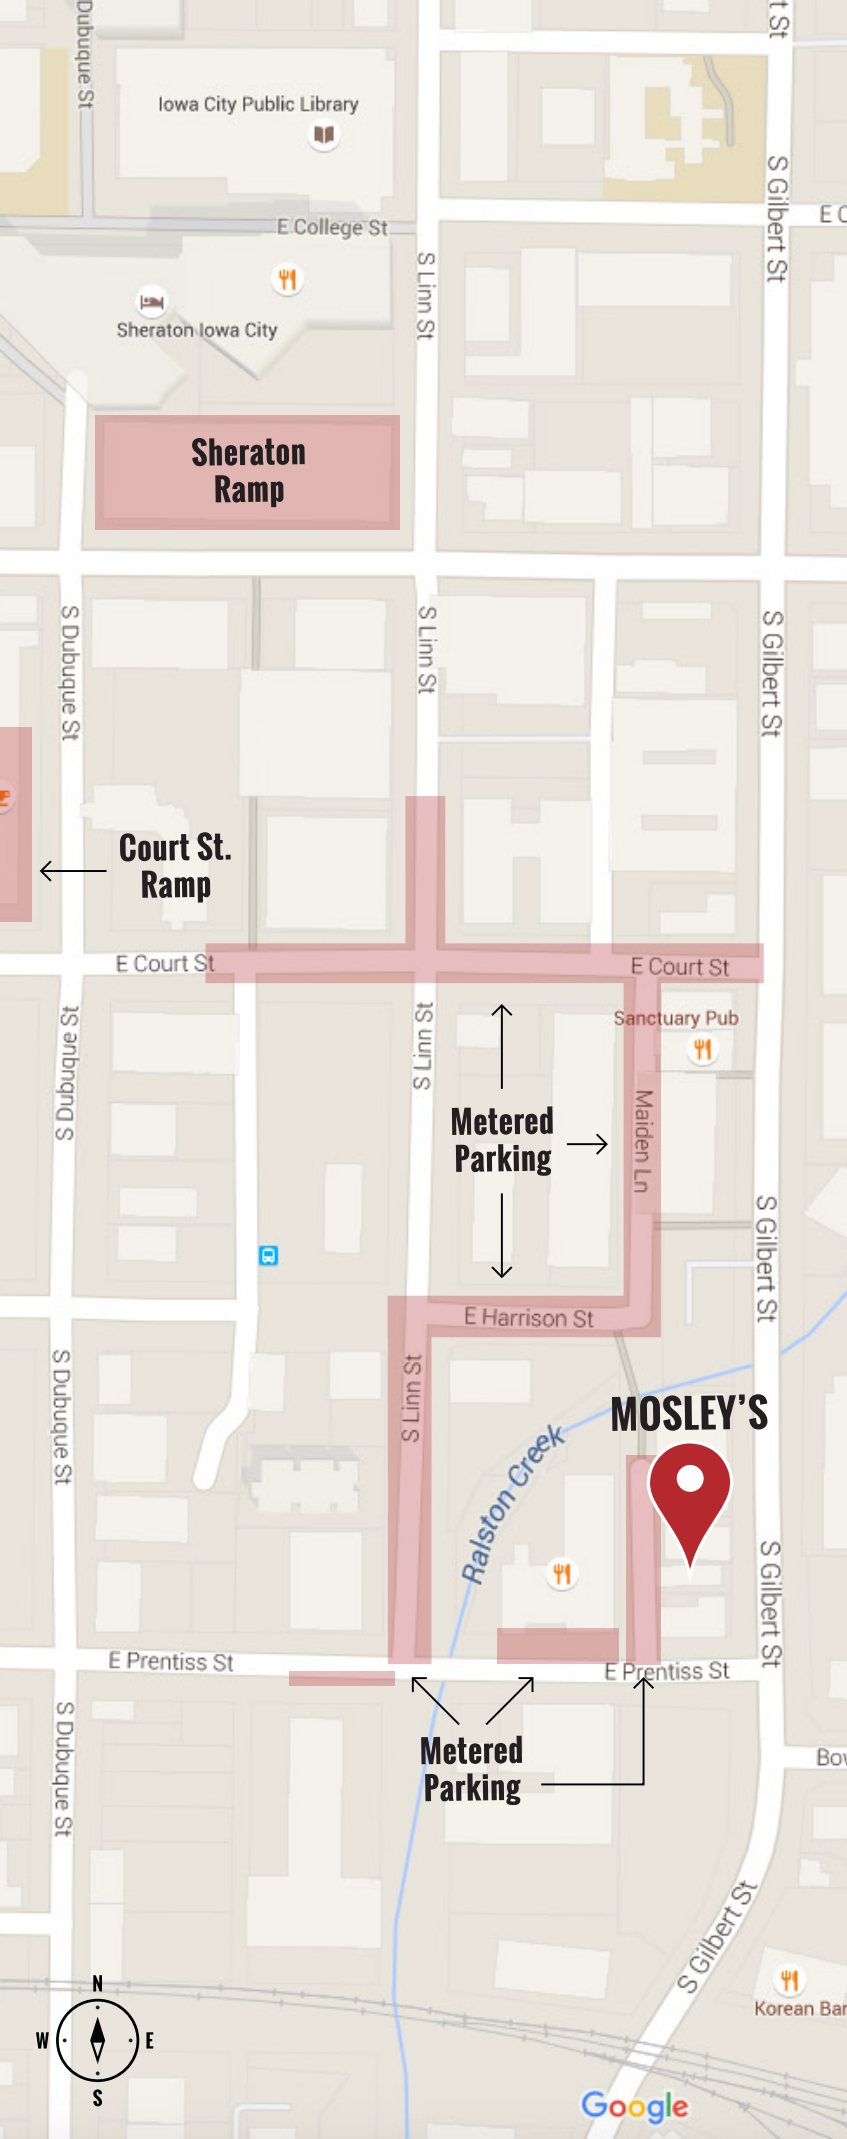 Dubuque St
t St
Iowa City Public Library
S Gilbert St
E College St
E C
S Linn St
Sheraton Iowa City
Sheraton
Ramp
S Dubuque St
S Linn St
S Gilbert St
Court St.
Ramp
E Court St
E Court St
S Dubuque St
S Linn St
Sanctuary Pub
Metered
Parking
Maiden Ln
S Gilbert St
E Harrison St
S Dubuque St
S Linn St
MOSLEY'S
Ralston Creek
S Gilbert St
E Prentiss St
E Prentiss St
S Dubuque St
Metered
Parking
Bow
S Gilbert St
N
W E
S
Korean Bar
Google